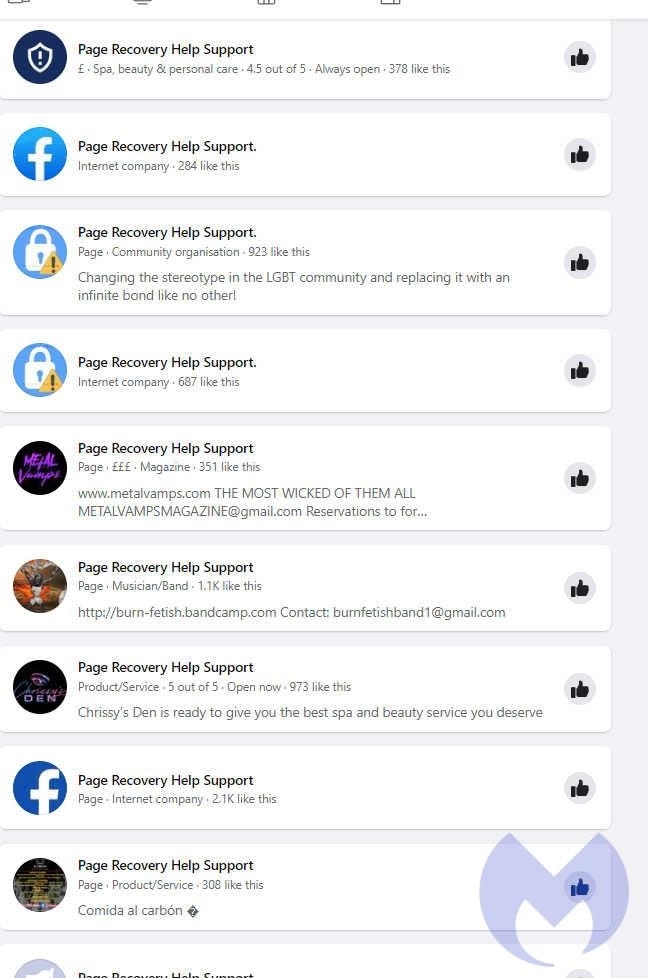 Page Recovery Help Support
£ · Spa, beauty & personal care · 4.5 out of 5 · Always open · 378 like this
Page Recovery Help Support.
Internet company · 284 like this
Page Recovery Help Support.
Page · Community organisation · 923 like this
Changing the stereotype in the LGBT community and replacing it with an
infinite bond like no other!
Page Recovery Help Support.
Internet company · 687 like this
METAL
Vamps
Page Recovery Help Support
Page · £££ · Magazine · 351 like this
www.metalvamps.com THE MOST WICKED OF THEM ALL
METALVAMPSMAGAZINE@gmail.com Reservations to for...
Page Recovery Help Support
Page · Musician/Band · 1.1K like this
http://burn-fetish.bandcamp.com Contact: burnfetishband1@gmail.com
Chrissy's
DEN
Page Recovery Help Support
Product/Service · 5 out of 5 · Open now · 973 like this
Chrissy's Den is ready to give you the best spa and beauty service you deserve
Page Recovery Help Support
Page · Internet company · 2.1K like this
Page Recovery Help Support
Page · Product/Service · 308 like this
Comida al carbón �
Page Recovery Help Support